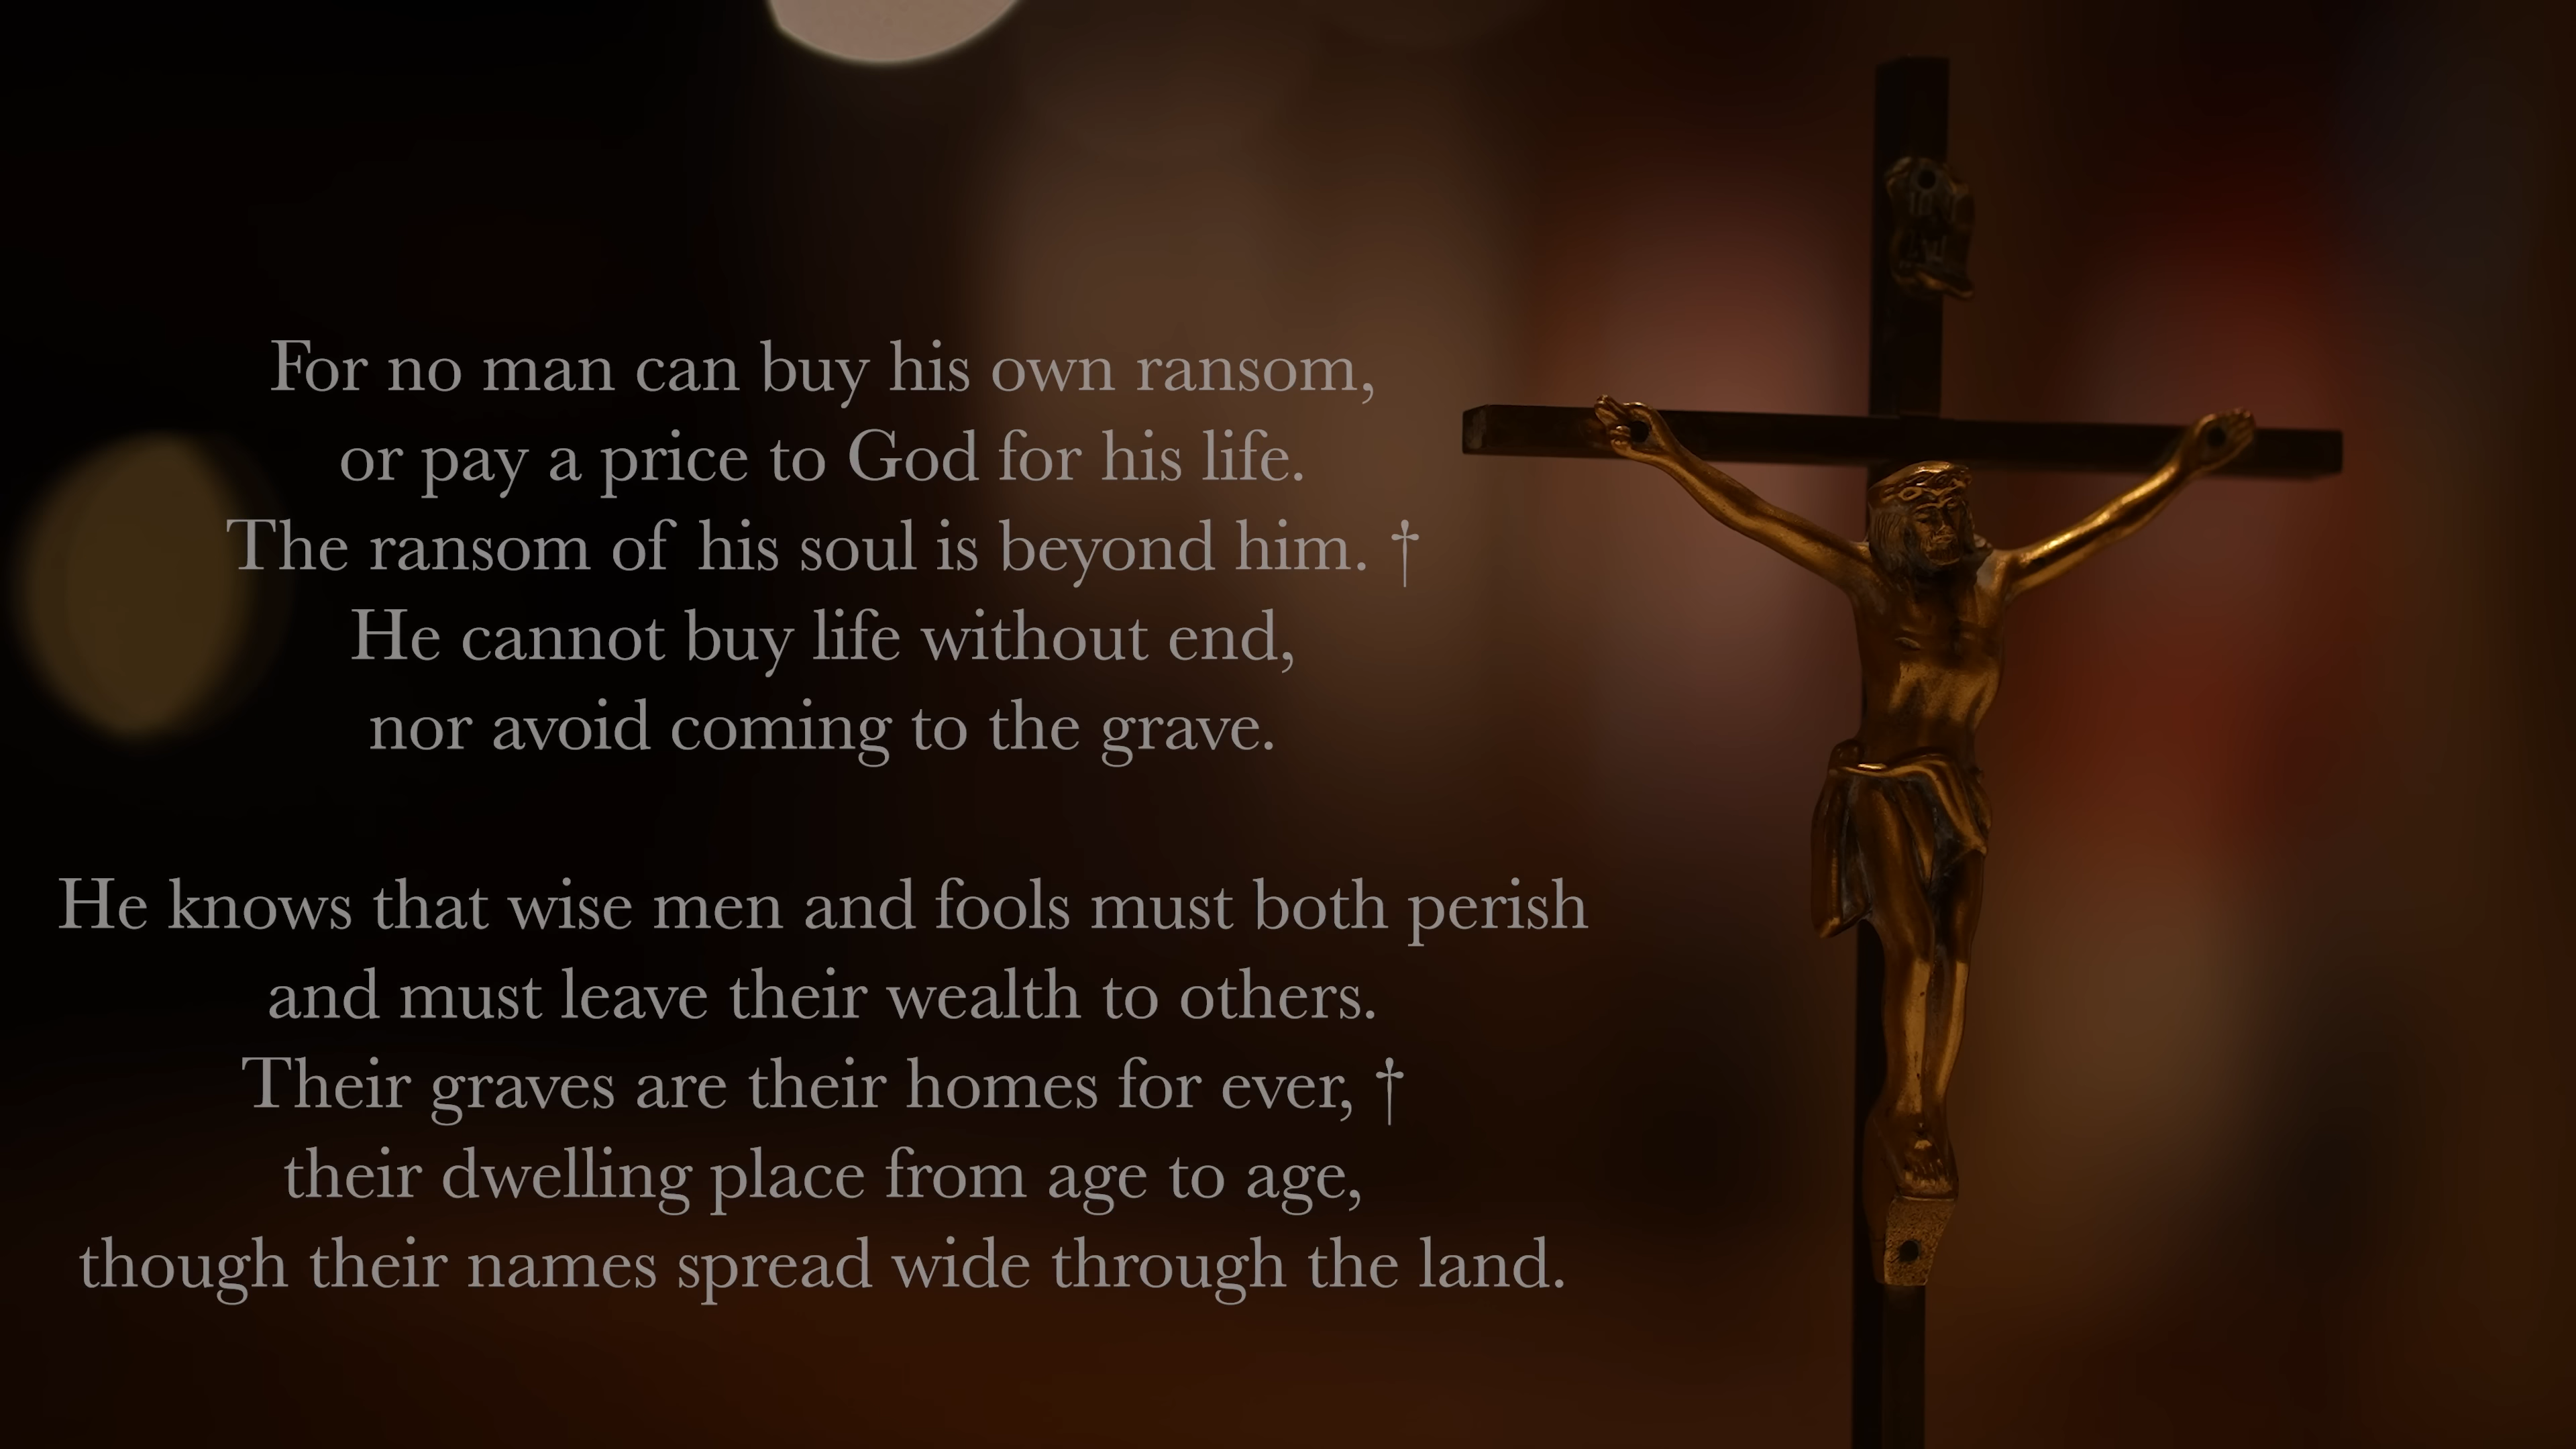 For no man can buy his own ransom,
or pay a price to God for his life.
The ransom of his soul is beyond him. †
He cannot buy life without end,
nor avoid coming to the grave.
He knows that wise men and fools must both perish
and must leave their wealth to others.
Their graves are their homes for ever, †
their dwelling place from age to age,
though their names spread wide through the land.